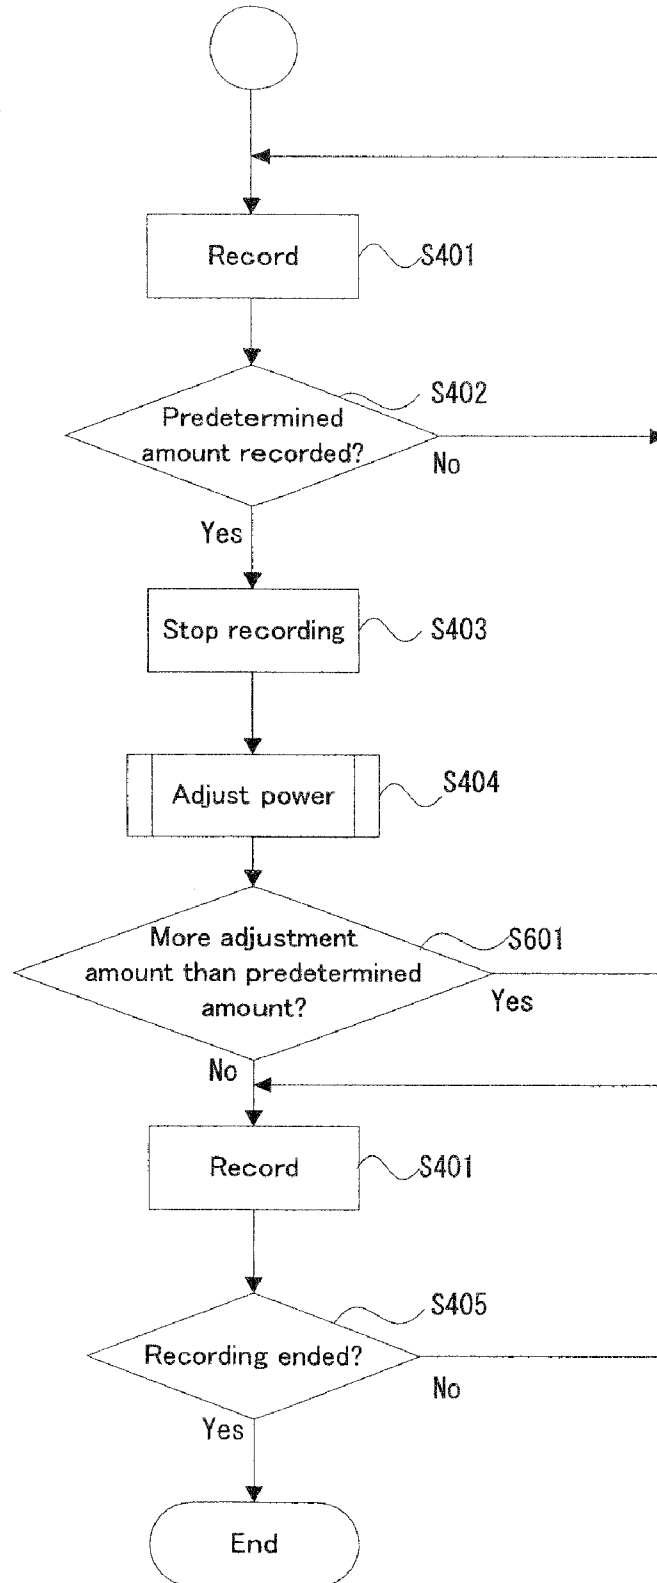 Record
S401
S402
Predetermined
amount recorded?
No
Yes
Stop recording
S403
Adjust power
S404
S601
More adjustment
amount than predetermined
amount?
Yes
No
Record
S401
S405
Recording ended?
No
Yes
End